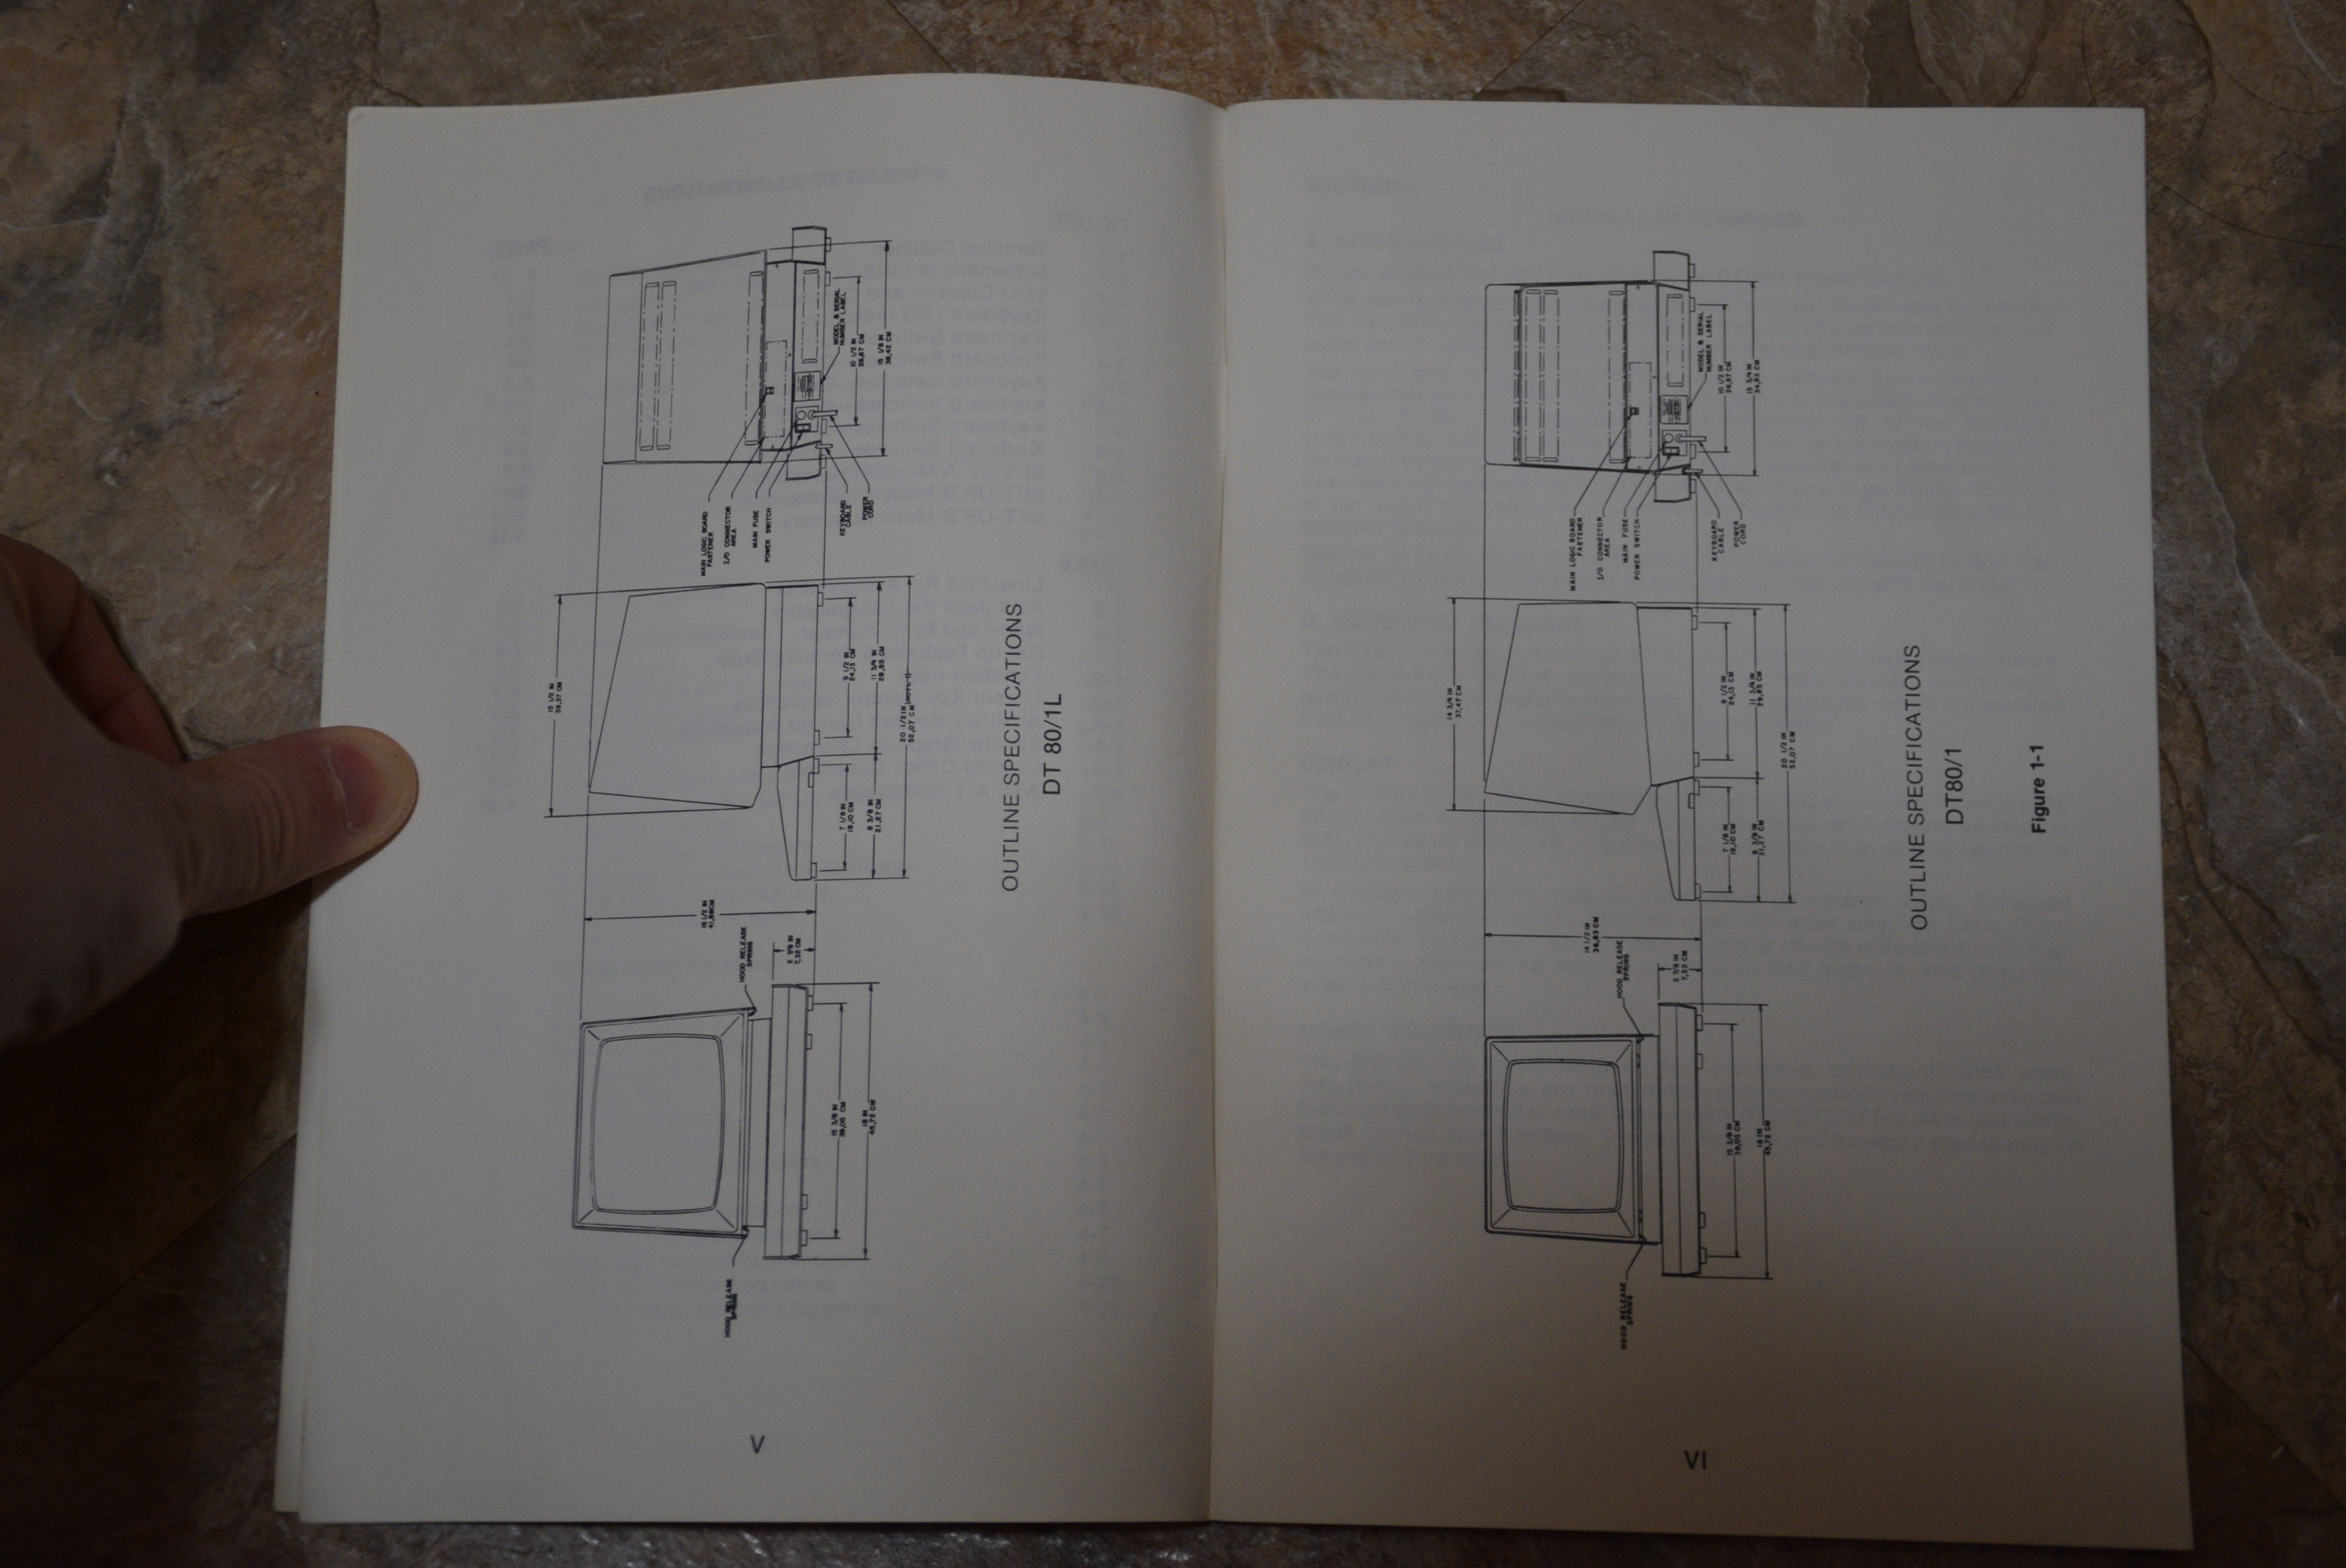 MAIN LOGIC BOARD
FASTENER
I/O CONNECTOR
AREA
MAIN FUSE
POWER SWITCH
KEYBOARD
CABLE
POWER
CORD
MODEL & SERIAL
NUMBER LABEL
10 1/2 IN
15 1/8 IN
38,42 CM
15 1/2 IN
39,37 CM
9 1/2 IN
24,13 CM
11 3/4 IN
29,85 CM
20 1/2 IN
52,07 CM
7 1/8 IN
18,10 CM
8 3/8 IN
21,27 CM
16 1/2 IN
HOOD RELEASE
SPRING
2 7/8 IN
7,32 CM
15 3/8 IN
39,05 CM
18 IN
45,72 CM
HOOD RELEASE
SPRING
OUTLINE SPECIFICATIONS
DT 80/1L
V
MAIN LOGIC BOARD
FASTENER
I/O CONNECTOR
AREA
MAIN FUSE
POWER SWITCH
KEYBOARD
CABLE
POWER
CORD
MODEL & SERIAL
NUMBER LABEL
10 1/2 IN
26,67 CM
13 3/4 IN
34,93 CM
14 3/4 IN
37,47 CM
9 1/2 IN
24,13 CM
11 3/4 IN
29,85 CM
20 1/2 IN
52,07 CM
7 1/8 IN
18,10 CM
8 3/8 IN
21,27 CM
14 1/2 IN
36,83 CM
HOOD RELEASE
SPRING
2 7/8 IN
7,32 CM
15 3/8 IN
39,05 CM
18 IN
45,72 CM
HOOD RELEASE
SPRING
OUTLINE SPECIFICATIONS
DT80/1
Figure 1-1
VI